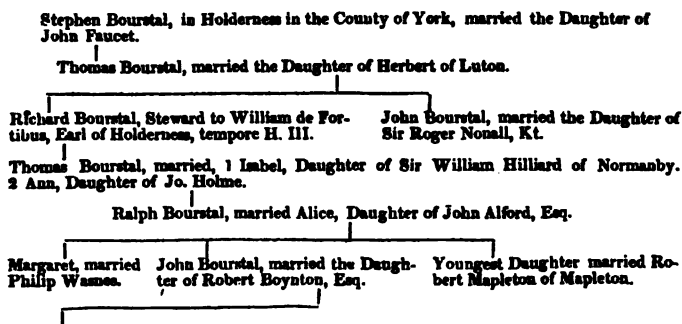 Stephen Bourstal, in Holderness in the County of York, married the Daughter of
John Faucet.
Thomas Bourstal, married the Daughter of Herbert of Luton.
Richard Bourstal, Steward to William de For-
tibus, Earl of Holderness, tempore H. III.
John Bourstal, married the Daughter of
Sir Roger Nonall, Kt.
Thomas Bourstal, married, 1 Isabel, Daughter of Sir William Hilliard of Normanby.
2 Ann, Daughter of Jo. Holme.
Ralph Bourstal, married Alice, Daughter of John Alford, Esq.
Margaret, married
Philip Wasnes.
John Bourstal, married the Daugh-
ter of Robert Boynton, Esq.
Youngest Daughter married Ro-
bert Mapleton of Mapleton.